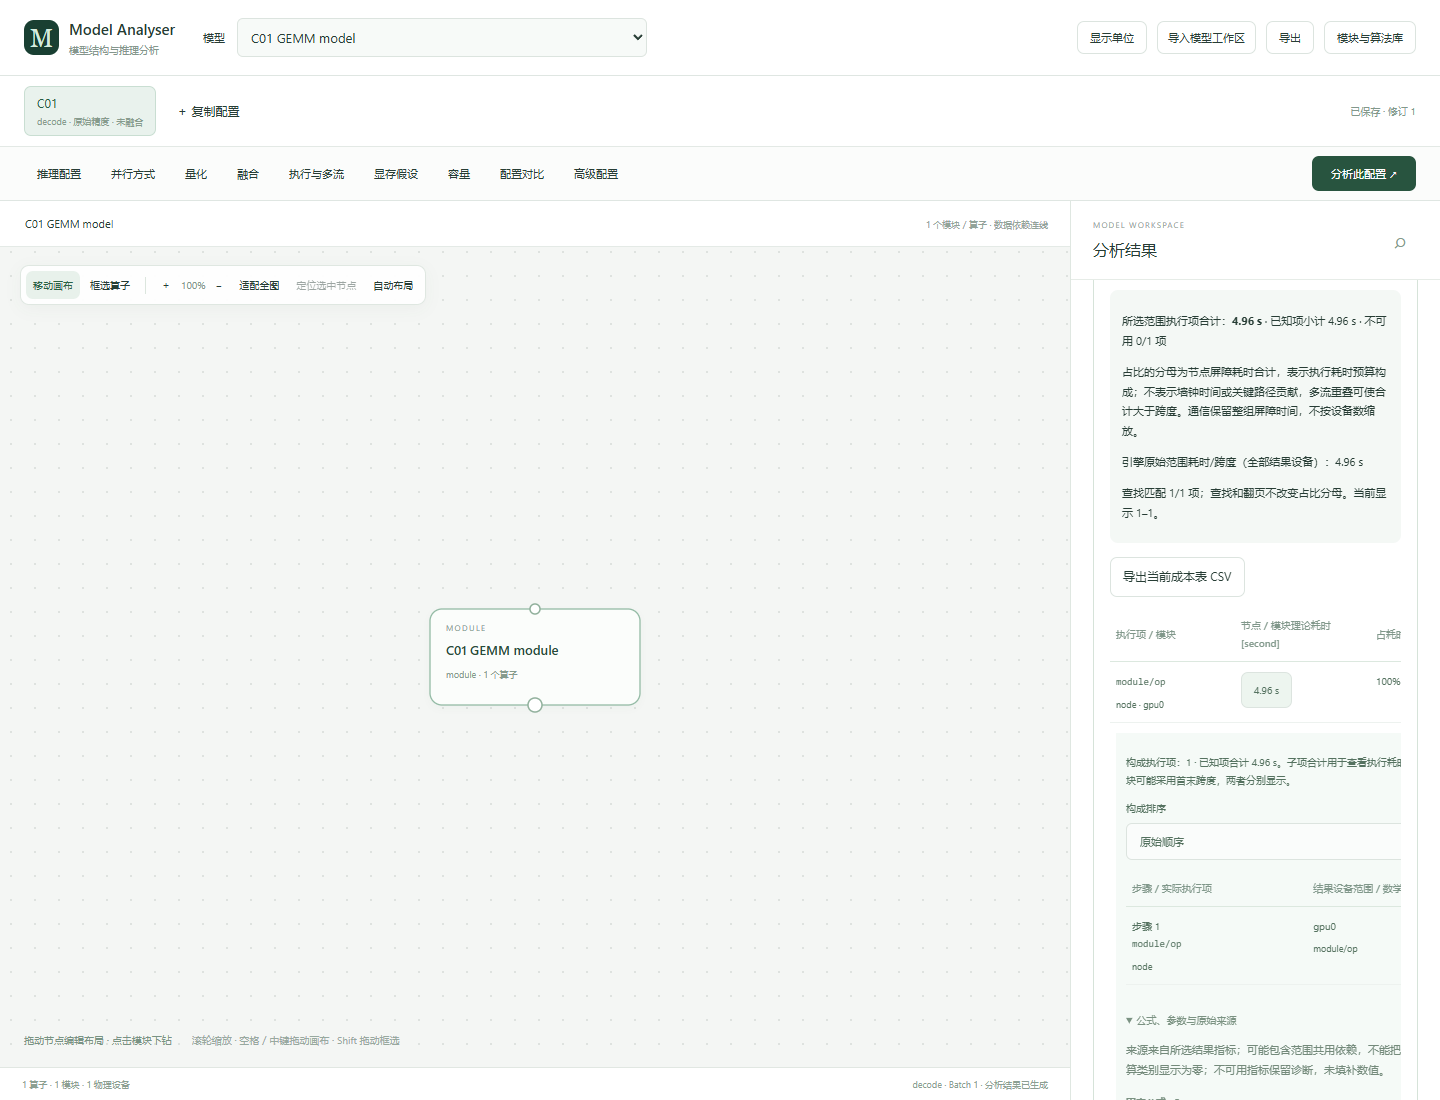 M
Model Analyser
模型结构与推理分析
模型
C01 GEMM model
显示单位
导入模型工作区
导出
模块与算法库
C01
decode · 原始精度 · 未融合
+ 复制配置
已保存 · 修订 1
推理配置
并行方式
量化
融合
执行与多流
显存假设
容量
配置对比
高级配置
分析此配置 ↗
C01 GEMM model
1 个模块 / 算子 · 数据依赖连线
MODEL WORKSPACE
分析结果
移动画布
框选算子
+
100%
−
适配全图
定位选中节点
自动布局
所选范围执行项合计：4.96 s · 已知项小计 4.96 s · 不可
用 0/1 项
占比的分母为节点屏障耗时合计，表示执行耗时预算构
成；不表示墙钟时间或关键路径贡献，多流重叠可使合
计大于跨度。通信保留整组屏障时间，不按设备数缩
放。
引擎原始范围耗时/跨度（全部结果设备）：4.96 s
查找匹配 1/1 项；查找和翻页不改变占比分母。当前显
示 1–1。
导出当前成本表 CSV
执行项 / 模块
节点 / 模块理论耗时
[second]
占耗
module/op
node · gpu0
4.96 s
100%
构成执行项：1 · 已知项合计 4.96 s。子项合计用于查看执行耗
块可能采用首末跨度，两者分别显示。
构成排序
原始顺序
步骤 / 实际执行项
结果设备范围 / 数学
步骤 1
module/op
node
gpu0
module/op
▼ 公式、参数与原始来源
来源来自所选结果指标；可能包含范围共用依赖，不能把
算类别显示为零；不可用指标保留诊断，未填补数值。
MODULE
C01 GEMM module
module · 1 个算子
拖动节点编辑布局 · 点击模块下钻
滚轮缩放 · 空格 / 中键拖动画布 · Shift 拖动框选
1 算子 · 1 模块 · 1 物理设备
decode · Batch 1 · 分析结果已生成